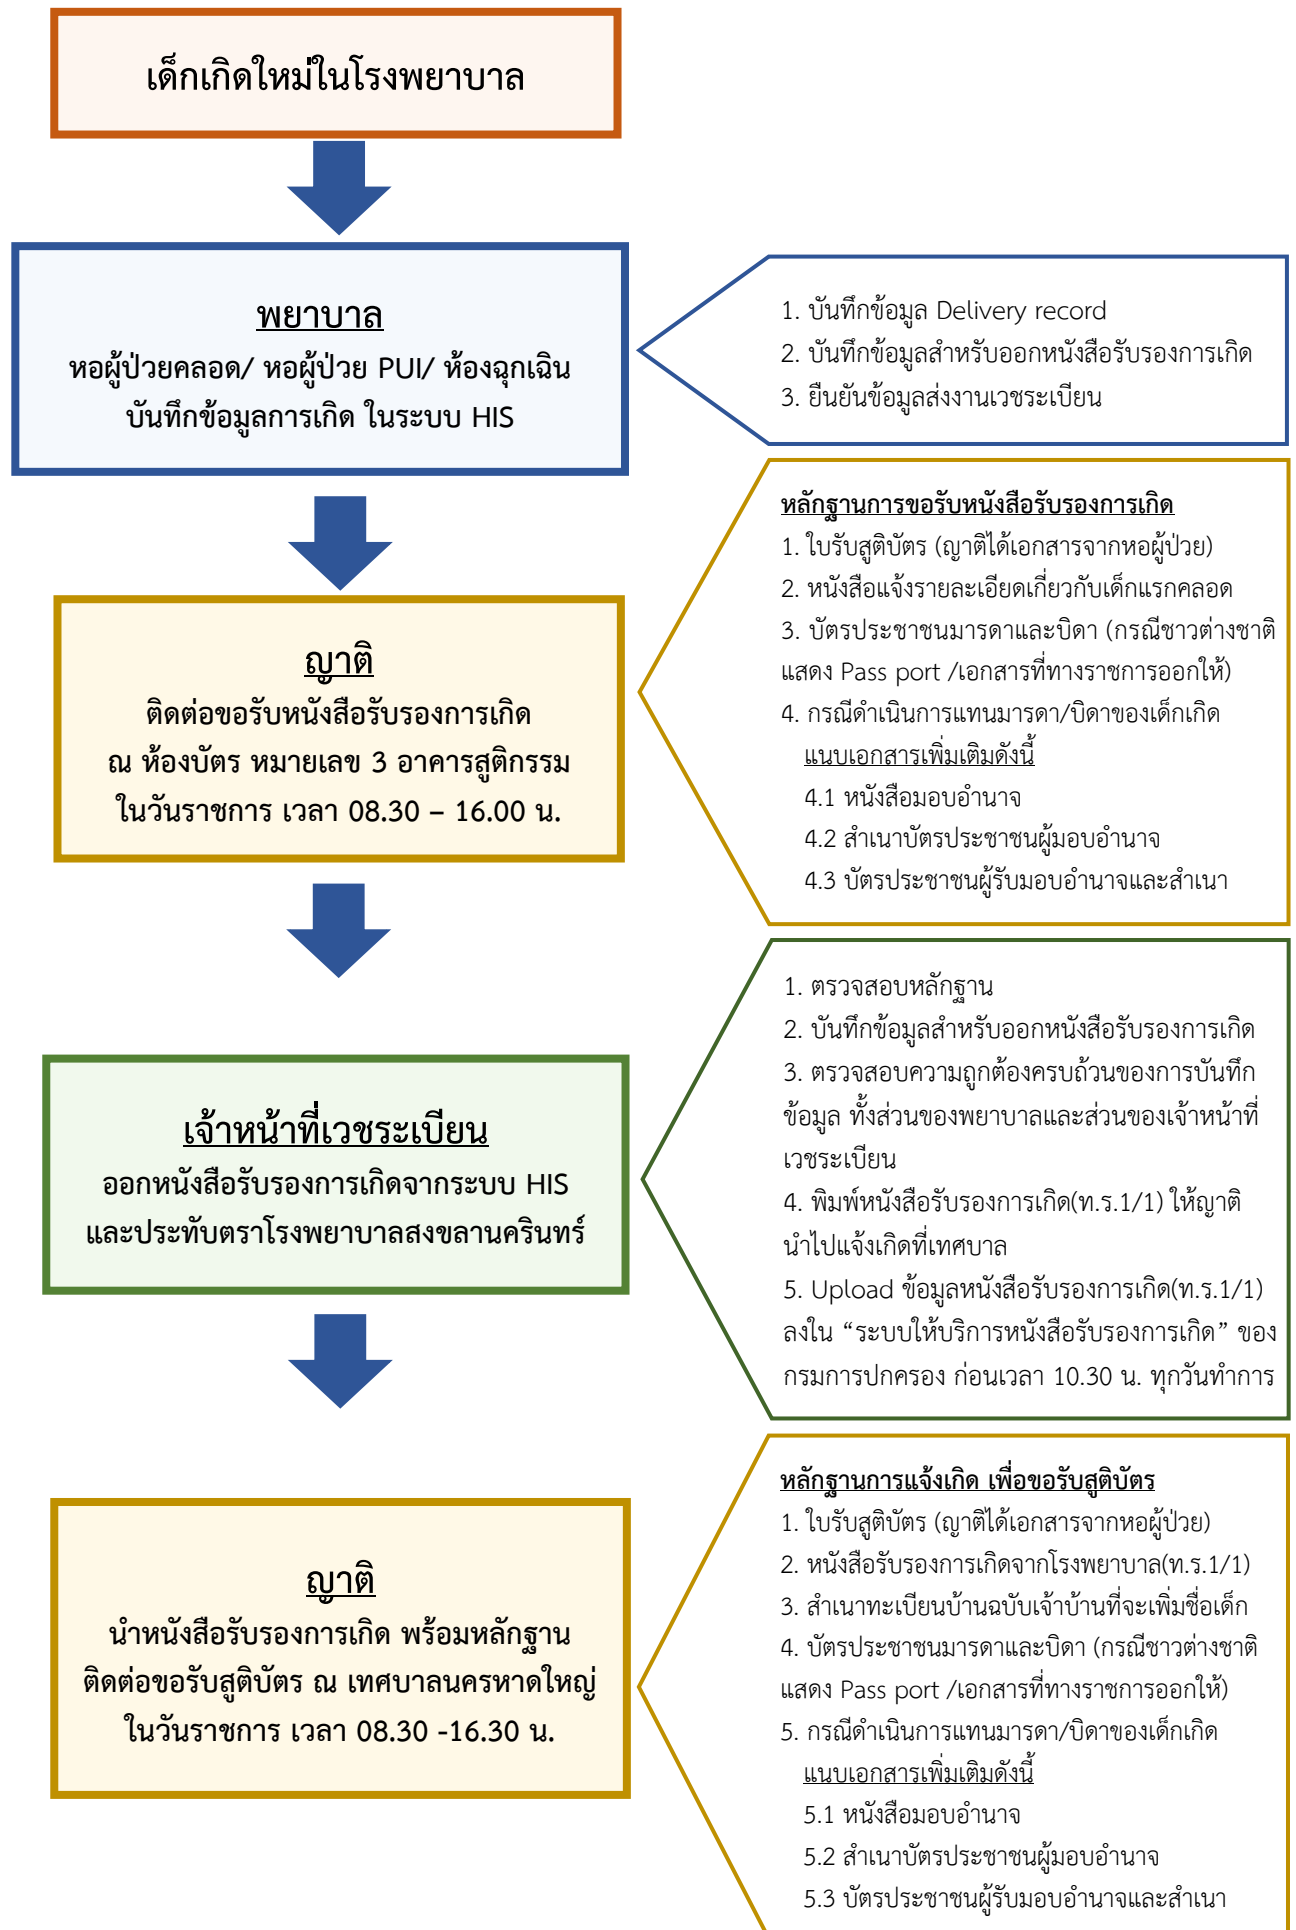 เด็กเกิดใหม่ในโรงพยาบาล
พยาบาล
หอผู้ป่วยคลอด/ หอผู้ป่วย PUI/ ห้องฉุกเฉิน
บันทึกข้อมูลการเกิด ในระบบ HIS
1. บันทึกข้อมูล Delivery record
2. บันทึกข้อมูลสำหรับออกหนังสือรับรองการเกิด
3. ยืนยันข้อมูลส่งงานเวชระเบียน
ญาติ
ติดต่อขอรับหนังสือรับรองการเกิด
ณ ห้องบัตร หมายเลข 3 อาคารสูติกรรม
ในวันราชการ เวลา 08.30 – 16.00 น.
หลักฐานการขอรับหนังสือรับรองการเกิด
1. ใบรับสูติบัตร (ญาติได้เอกสารจากหอผู้ป่วย)
2. หนังสือแจ้งรายละเอียดเกี่ยวกับเด็กแรกคลอด
3. บัตรประชาชนมารดาและบิดา (กรณีชาวต่างชาติ
แสดง Pass port /เอกสารที่ทางราชการออกให้)
4. กรณีดำเนินการแทนมารดา/บิดาของเด็กเกิด
แนบเอกสารเพิ่มเติมดังนี้
4.1 หนังสือมอบอำนาจ
4.2 สำเนาบัตรประชาชนผู้มอบอำนาจ
4.3 บัตรประชาชนผู้รับมอบอำนาจและสำเนา
เจ้าหน้าที่เวชระเบียน
ออกหนังสือรับรองการเกิดจากระบบ HIS
และประทับตราโรงพยาบาลสงขลานครินทร์
1. ตรวจสอบหลักฐาน
2. บันทึกข้อมูลสำหรับออกหนังสือรับรองการเกิด
3. ตรวจสอบความถูกต้องครบถ้วนของการบันทึก
ข้อมูล ทั้งส่วนของพยาบาลและส่วนของเจ้าหน้าที่
เวชระเบียน
4. พิมพ์หนังสือรับรองการเกิด(ท.ร.1/1) ให้ญาติ
นำไปแจ้งเกิดที่เทศบาล
5. Upload ข้อมูลหนังสือรับรองการเกิด(ท.ร.1/1)
ลงใน “ระบบให้บริการหนังสือรับรองการเกิด” ของ
กรมการปกครอง ก่อนเวลา 10.30 น. ทุกวันทำการ
ญาติ
นำหนังสือรับรองการเกิด พร้อมหลักฐาน
ติดต่อขอรับสูติบัตร ณ เทศบาลนครหาดใหญ่
ในวันราชการ เวลา 08.30 -16.30 น.
หลักฐานการแจ้งเกิด เพื่อขอรับสูติบัตร
1. ใบรับสูติบัตร (ญาติได้เอกสารจากหอผู้ป่วย)
2. หนังสือรับรองการเกิดจากโรงพยาบาล(ท.ร.1/1)
3. สำเนาทะเบียนบ้านฉบับเจ้าบ้านที่จะเพิ่มชื่อเด็ก
4. บัตรประชาชนมารดาและบิดา (กรณีชาวต่างชาติ
แสดง Pass port /เอกสารที่ทางราชการออกให้)
5. กรณีดำเนินการแทนมารดา/บิดาของเด็กเกิด
แนบเอกสารเพิ่มเติมดังนี้
5.1 หนังสือมอบอำนาจ
5.2 สำเนาบัตรประชาชนผู้มอบอำนาจ
5.3 บัตรประชาชนผู้รับมอบอำนาจและสำเนา